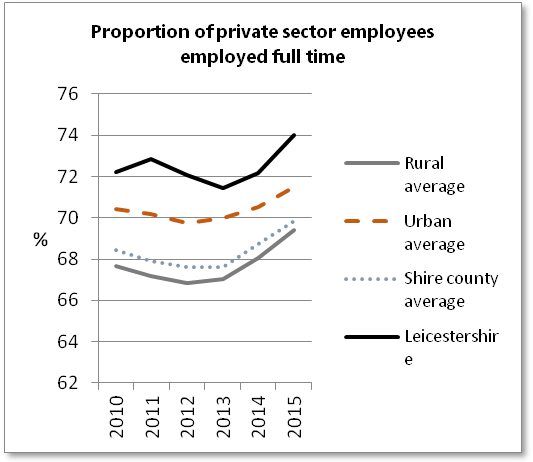 Proportion of private sector employees
employed full time
76
74
72
70
68
66
64
62
%
2010
2011
2012
2013
2014
2015
Rural
average
Urban
average
Shire county
average
Leicestershir
e